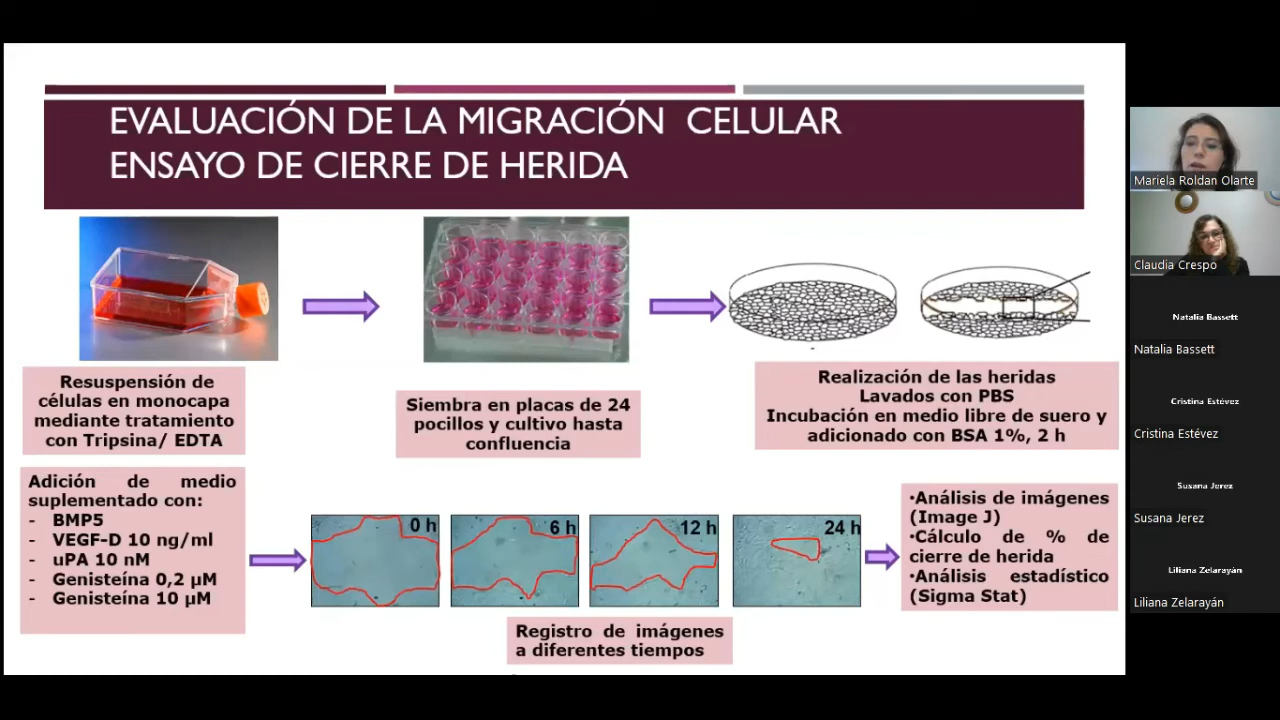 EVALUACIÓN DE LA MIGRACIÓN CELULAR
ENSAYO DE CIERRE DE HERIDA
Resuspensión de
células en monocapa
mediante tratamiento
con Tripsina/ EDTA
Siembra en placas de 24
pocillos y cultivo hasta
confluencia
Realización de las heridas
Lavados con PBS
Incubación en medio libre de suero y
adicionado con BSA 1%, 2 h
Adición de medio
suplementado con:
- BMP5
- VEGF-D 10 ng/ml
- uPA 10 nM
- Genisteína 0,2 µM
- Genisteína 10 µM
0 h
6 h
12 h
24 h
Registro de imágenes
a diferentes tiempos
•Análisis de imágenes
(Image J)
•Cálculo de % de
cierre de herida
•Análisis estadístico
(Sigma Stat)
Mariela Roldan Olarte
Claudia Crespo
Natalia Bassett
Natalia Bassett
Cristina Estévez
Cristina Estévez
Susana Jerez
Susana Jerez
Liliana Zelarayán
Liliana Zelarayán